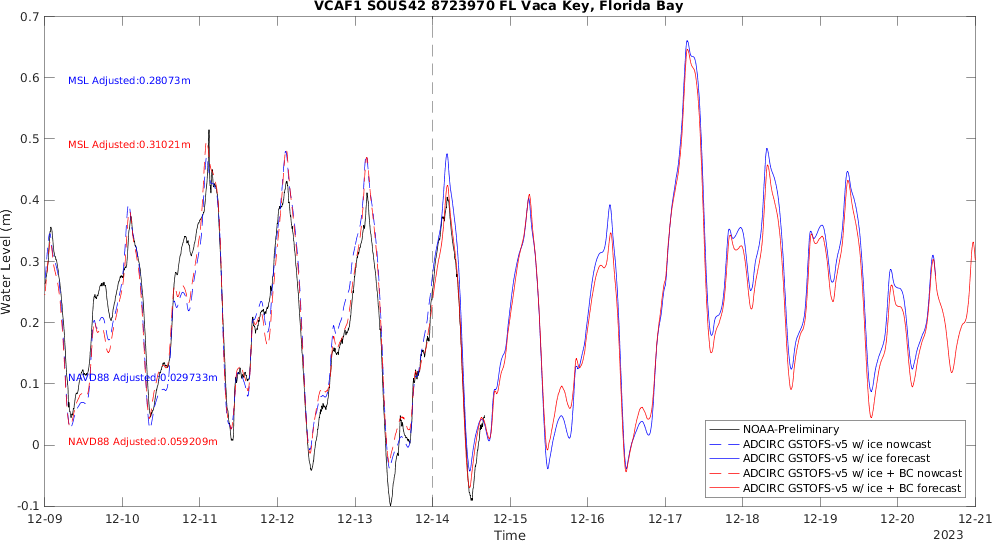 VCAF1 SOUS42 8723970 FL Vaca Key, Florida Bay
0.7
0.6
0.5
0.4
0.3
0.2
0.1
0
-0.1
Water Level (m)
MSL Adjusted:0.28073m
MSL Adjusted:0.31021m
NAVD88 Adjusted:0.029733m
NAVD88 Adjusted:0.059209m
NOAA-Preliminary
ADCIRC GSTOFS-v5 w/ ice nowcast
ADCIRC GSTOFS-v5 w/ ice forecast
ADCIRC GSTOFS-v5 w/ ice + BC nowcast
ADCIRC GSTOFS-v5 w/ ice + BC forecast
12-09 12-10 12-11 12-12 12-13 12-14 12-15 12-16 12-17 12-18 12-19 12-20 12-21
Time
2023